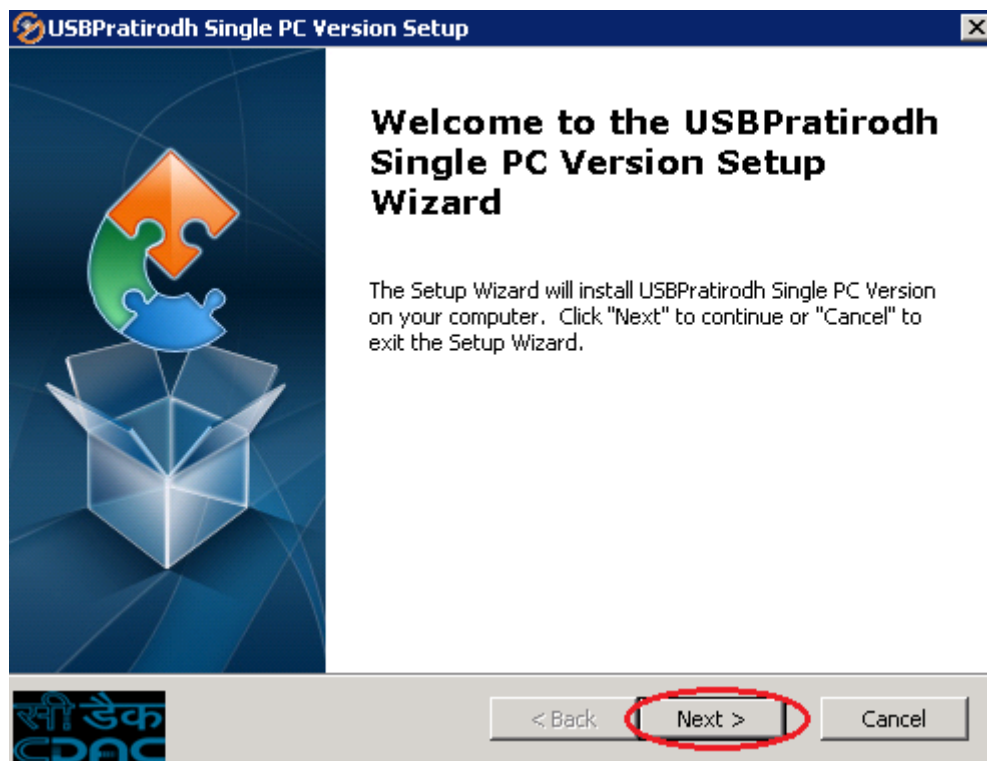 USBPratirodh Single PC Version Setup
Welcome to the USBPratirodh
Single PC Version Setup
Wizard
The Setup Wizard will install USBPratirodh Single PC Version
on your computer. Click "Next" to continue or "Cancel" to
exit the Setup Wizard.
सी डैक
CDAC
< Back
Next >
Cancel